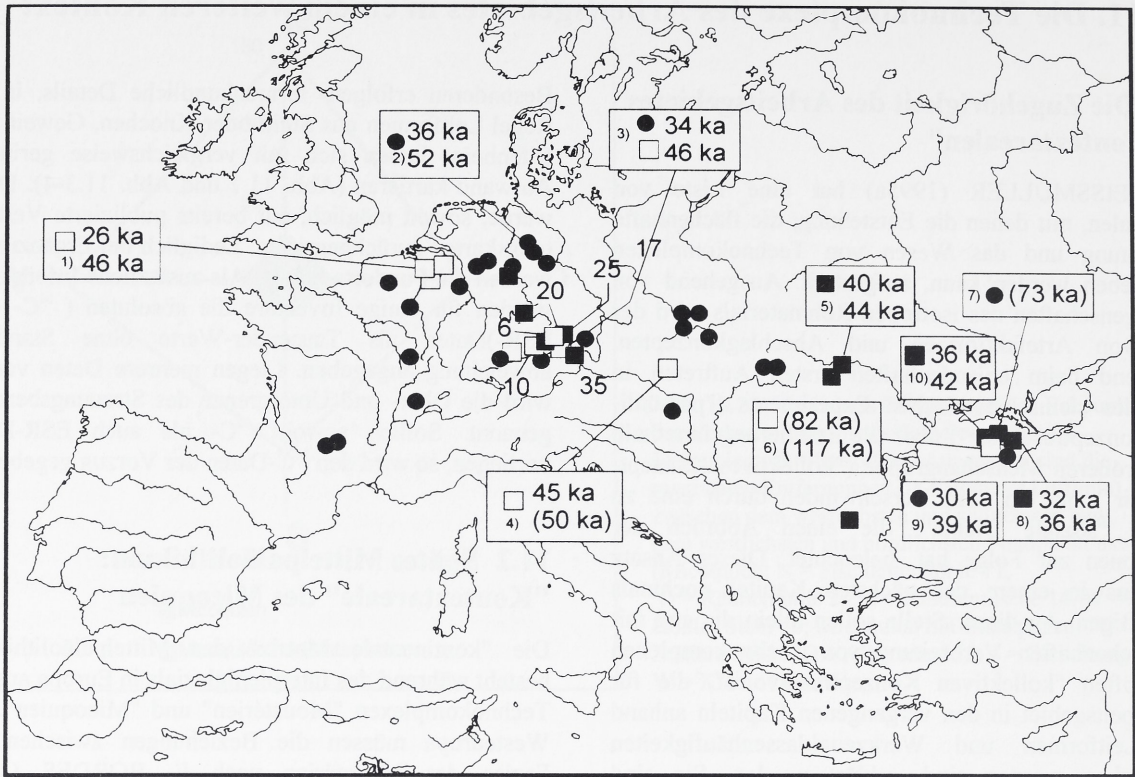 36 ka
2) 52 ka
3) 34 ka
46 ka
26 ka
1) 46 ka
17
25
20
6
10
35
40 ka
5) 44 ka
7) (73 ka)
36 ka
10) 42 ka
(82 ka)
6) (117 ka)
45 ka
4) (50 ka)
30 ka
9) 39 ka
32 ka
8) 36 ka